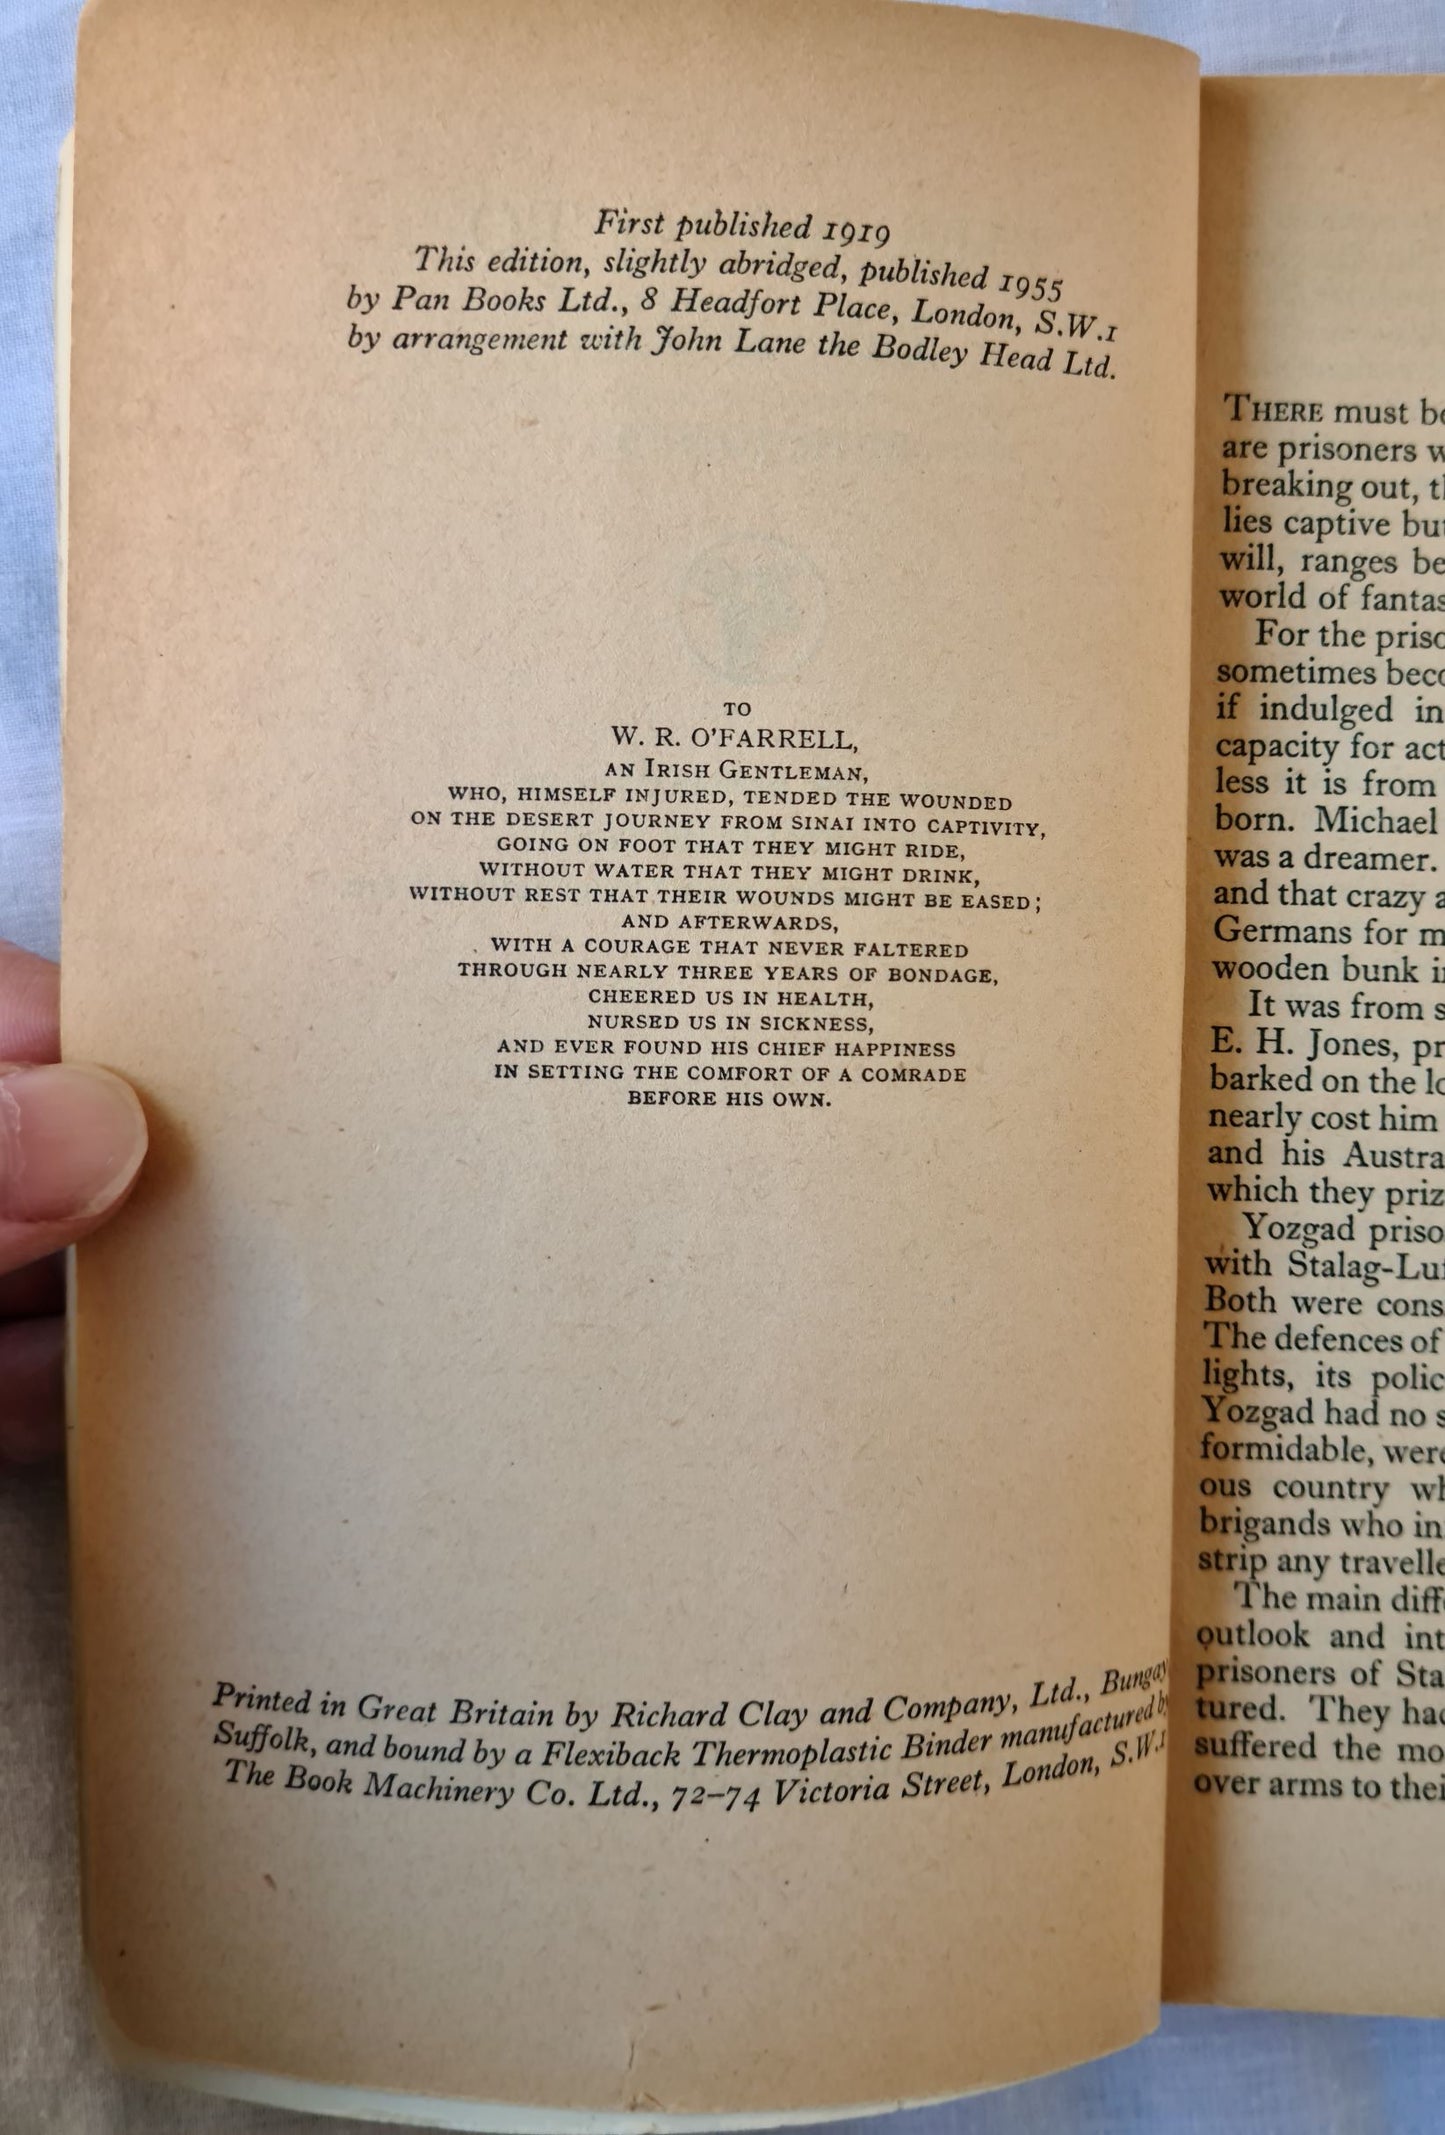 First published 1919
This edition, slightly abridged, published 1955
by Pan Books Ltd., 8 Headfort Place, London, S.W.1
by arrangement with John Lane the Bodley Head Ltd.
TO
W. R. O'FARRELL,
AN IRISH GENTLEMAN,
WHO, HIMSELF INJURED, TENDED THE WOUNDED
ON THE DESERT JOURNEY FROM SINAI INTO CAPTIVITY,
GOING ON FOOT THAT THEY MIGHT RIDE,
WITHOUT WATER THAT THEY MIGHT DRINK,
WITHOUT REST THAT THEIR WOUNDS MIGHT BE EASED;
AND AFTERWARDS,
WITH A COURAGE THAT NEVER FALTERED
THROUGH NEARLY THREE YEARS OF BONDAGE,
CHEERED US IN HEALTH,
NURSED US IN SICKNESS,
AND EVER FOUND HIS CHIEF HAPPINESS
IN SETTING THE COMFORT OF A COMRADE
BEFORE HIS OWN.
Printed in Great Britain by Richard Clay and Company, Ltd., Bungay
Suffolk, and bound by a Flexiback Thermoplastic Binder manufactured by
The Book Machinery Co. Ltd., 72–74 Victoria Street, London, S.W.1
THERE must
are prisoners
breaking out,
lies captive
will, ranges
world of
For the
sometimes
if indulged in
capacity for
less it is from
born. Michael
was a dreamer.
and that crazy
Germans for
wooden bunk
It was from
E. H. Jones,
barked on the
nearly cost him
and his
which they
Yozgad
with
Both were
The defences of
lights, its
Yozgad had no
formidable,
ous country
brigands who
strip any
The main
outlook and
prisoners of
tured. They
suffered the
over arms to